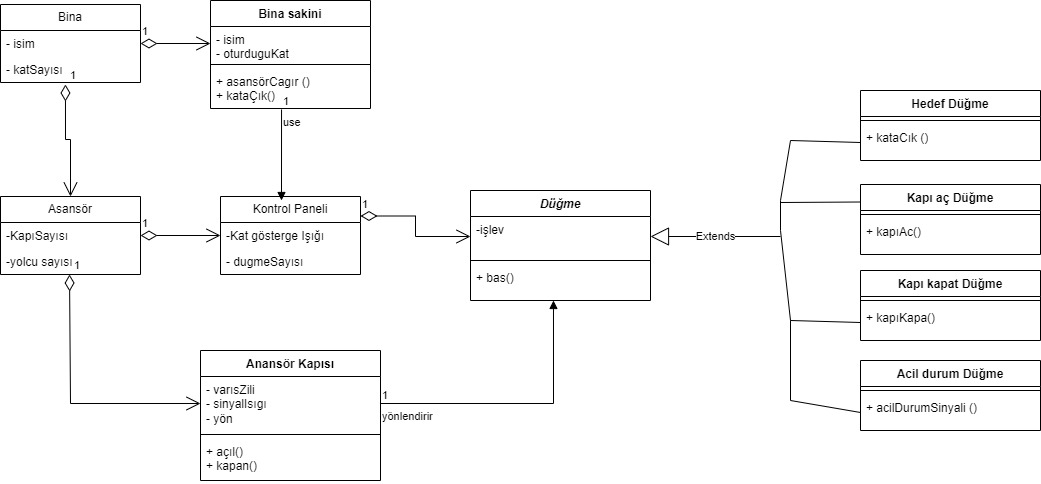 Bina
- isim
- katSayısı
1
1
Bina sakini
- isim
- oturduguKat
+ asansörCagır ()
+ kataÇık()
1
use
Asansör
-KapıSayısı
-yolcu sayısı
1
1
Kontrol Paneli
-Kat gösterge Işığı
- dugmeSayısı
1
Düğme
-işlev
+ bas()
Extends
Hedef Düğme
+ kataCık ()
Kapı aç Düğme
+ kapıAc()
Kapı kapat Düğme
+ kapıKapa()
Acil durum Düğme
+ acilDurumSinyali ()
Anansör Kapısı
- varısZili
- sinyalIsıgı
- yön
+ açıl()
+ kapan()
1
yönlendirir